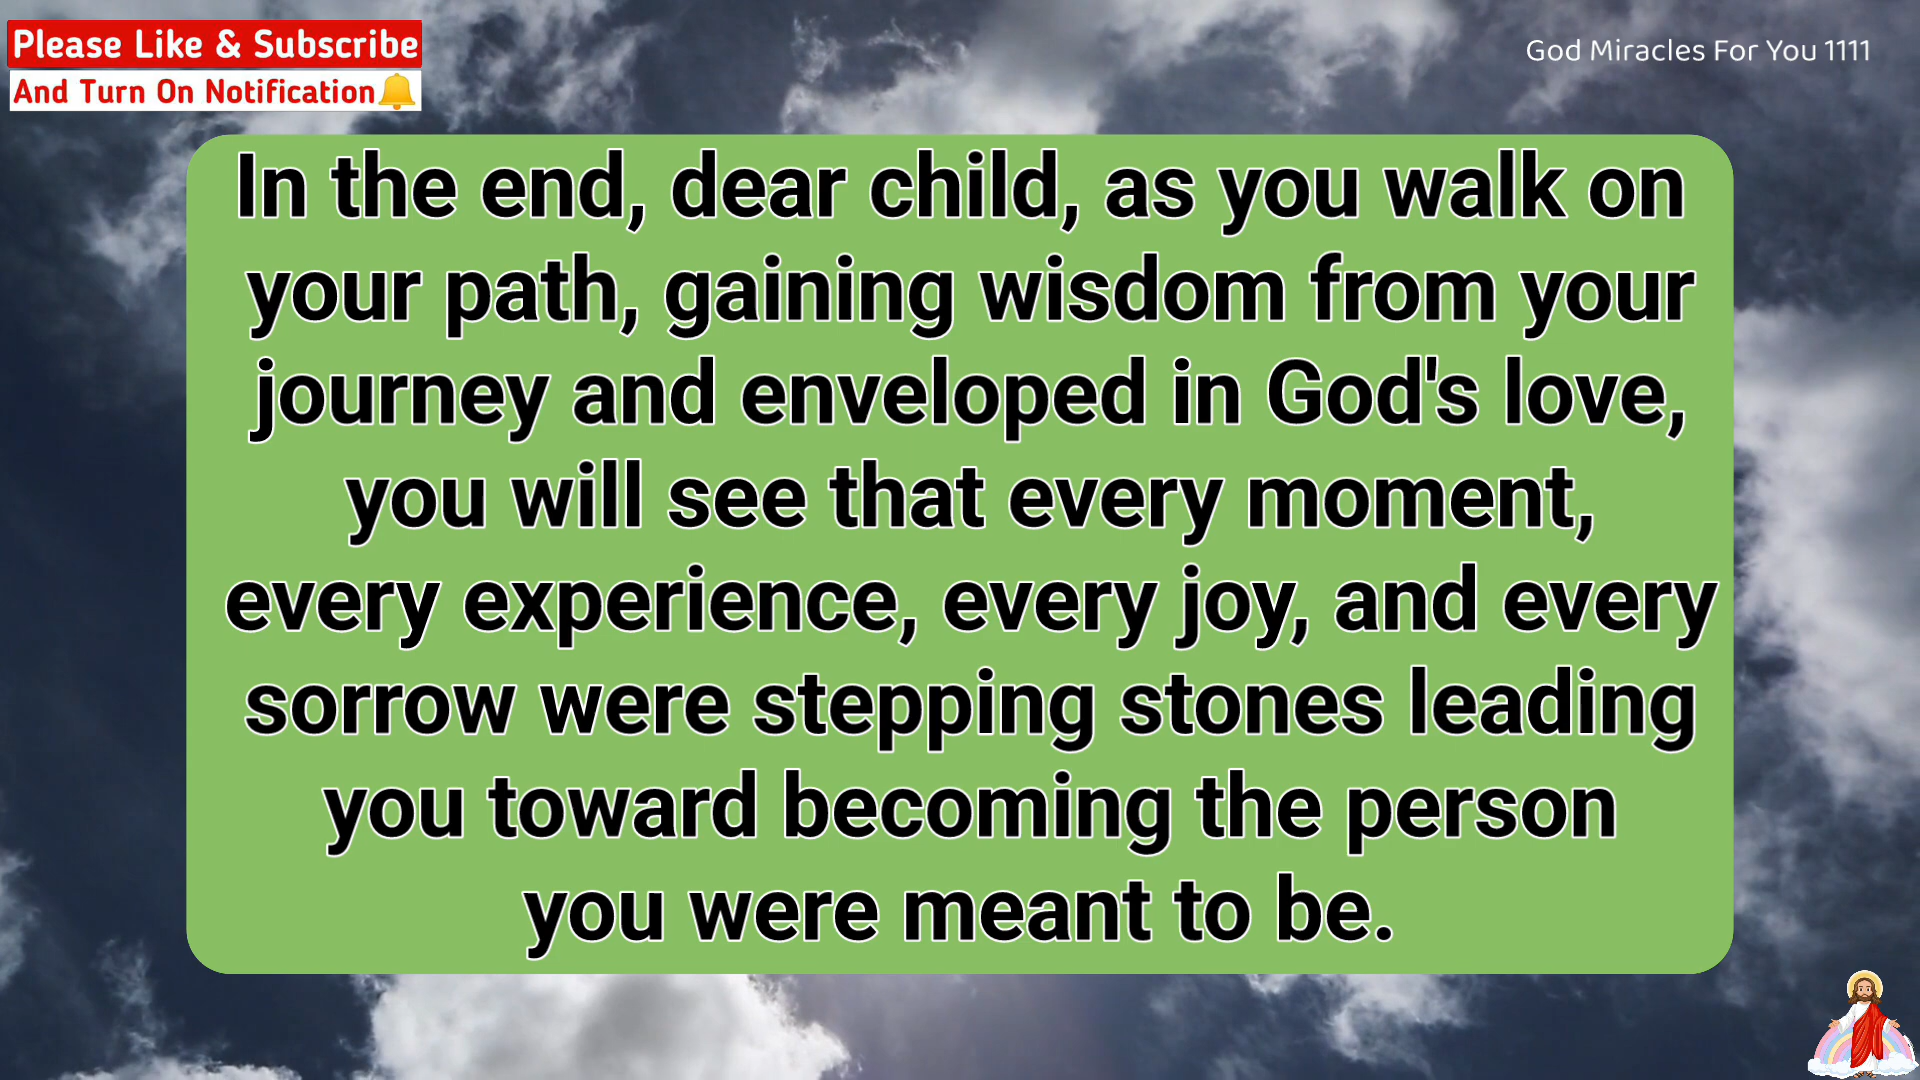 Please Like & Subscribe
And Turn On Notification
God Miracles For You 1111
In the end, dear child, as you walk on
your path, gaining wisdom from your
journey and enveloped in God's love,
you will see that every moment,
every experience, every joy, and every
sorrow were stepping stones leading
you toward becoming the person
you were meant to be.